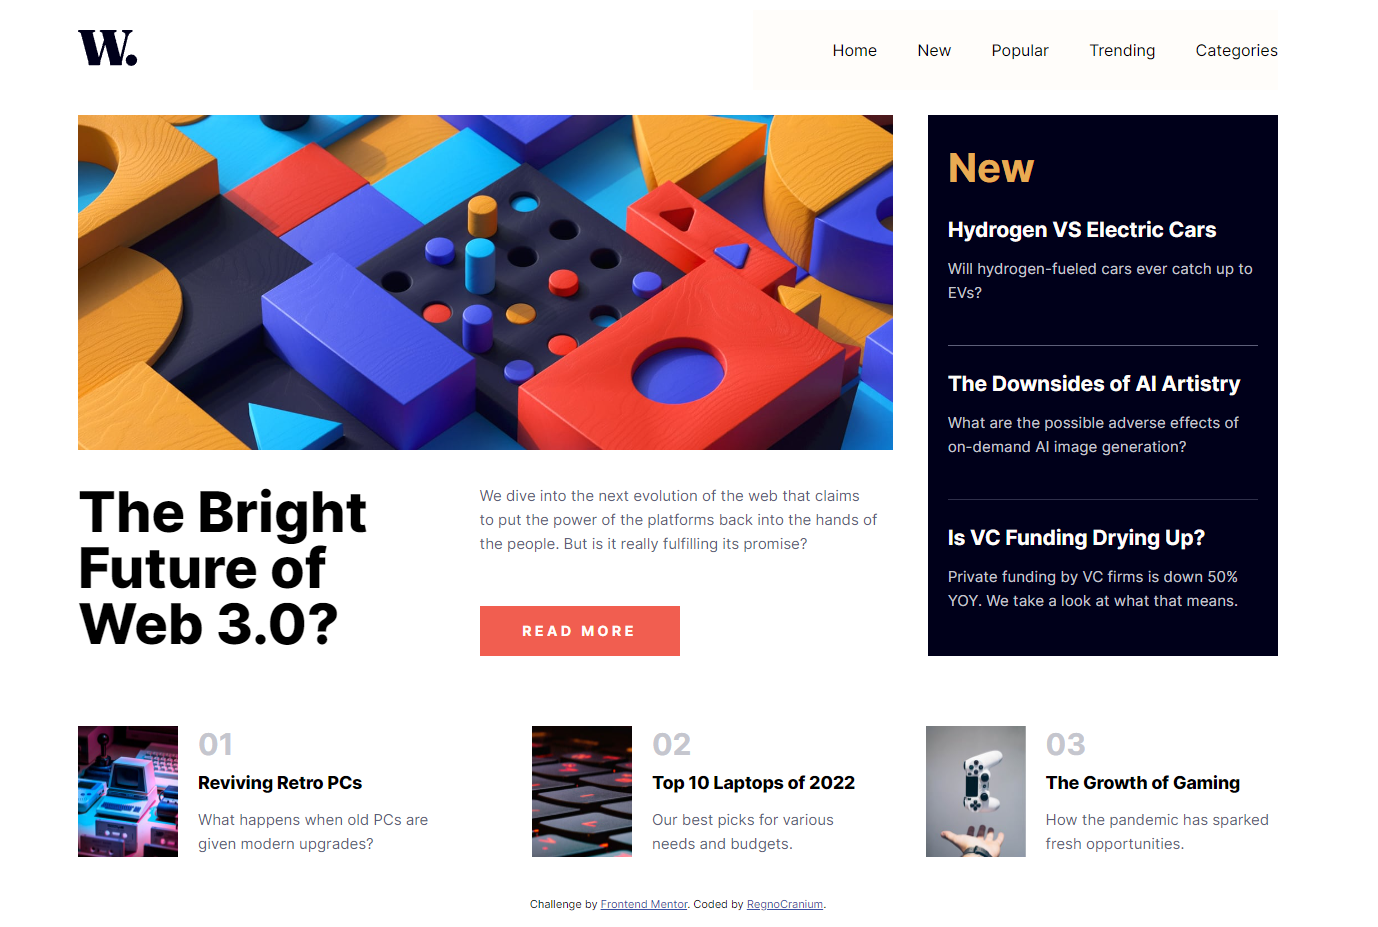 W.
Home New Popular Trending Categories
New
Hydrogen VS Electric Cars
Will hydrogen-fueled cars ever catch up to
EVs?
The Downsides of AI Artistry
What are the possible adverse effects of
on-demand AI image generation?
Is VC Funding Drying Up?
Private funding by VC firms is down 50%
YOY. We take a look at what that means.
The Bright
Future of
Web 3.0?
We dive into the next evolution of the web that claims
to put the power of the platforms back into the hands of
the people. But is it really fulfilling its promise?
READ MORE
01
Reviving Retro PCs
What happens when old PCs are
given modern upgrades?
02
Top 10 Laptops of 2022
Our best picks for various
needs and budgets.
03
The Growth of Gaming
How the pandemic has sparked
fresh opportunities.
Challenge by Frontend Mentor. Coded by RegnoCranium.